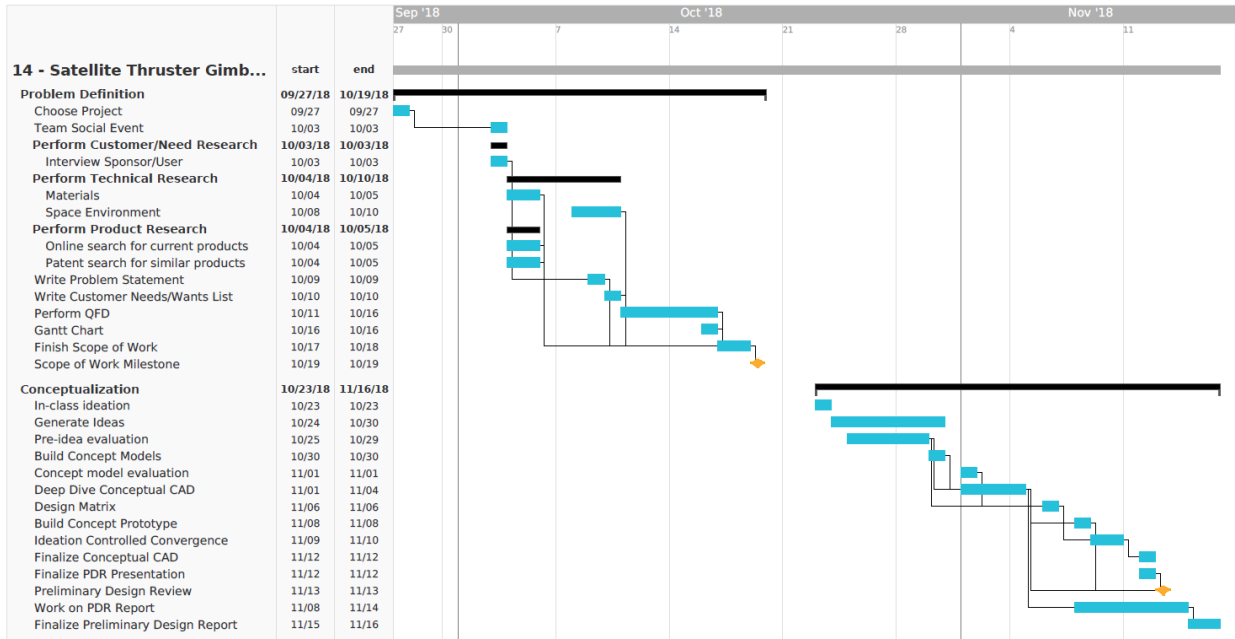 Sep '18 Oct '18 Nov '18
27 30 7 14 21 28 4 11
14 - Satellite Thruster Gimb... start end
Problem Definition 09/27/18 10/19/18
Choose Project 09/27 09/27
Team Social Event 10/03 10/03
Perform Customer/Need Research 10/03/18 10/03/18
Interview Sponsor/User 10/03 10/03
Perform Technical Research 10/04/18 10/10/18
Materials 10/04 10/05
Space Environment 10/08 10/10
Perform Product Research 10/04/18 10/05/18
Online search for current products 10/04 10/05
Patent search for similar products 10/04 10/05
Write Problem Statement 10/09 10/09
Write Customer Needs/Wants List 10/10 10/10
Perform QFD 10/11 10/16
Gantt Chart 10/16 10/16
Finish Scope of Work 10/17 10/18
Scope of Work Milestone 10/19 10/19
Conceptualization 10/23/18 11/16/18
In-class ideation 10/23 10/23
Generate Ideas 10/24 10/30
Pre-idea evaluation 10/25 10/29
Build Concept Models 10/30 10/30
Concept model evaluation 11/01 11/01
Deep Dive Conceptual CAD 11/01 11/04
Design Matrix 11/06 11/06
Build Concept Prototype 11/08 11/08
Ideation Controlled Convergence 11/09 11/10
Finalize Conceptual CAD 11/12 11/12
Finalize PDR Presentation 11/12 11/12
Preliminary Design Review 11/13 11/13
Work on PDR Report 11/08 11/14
Finalize Preliminary Design Report 11/15 11/16